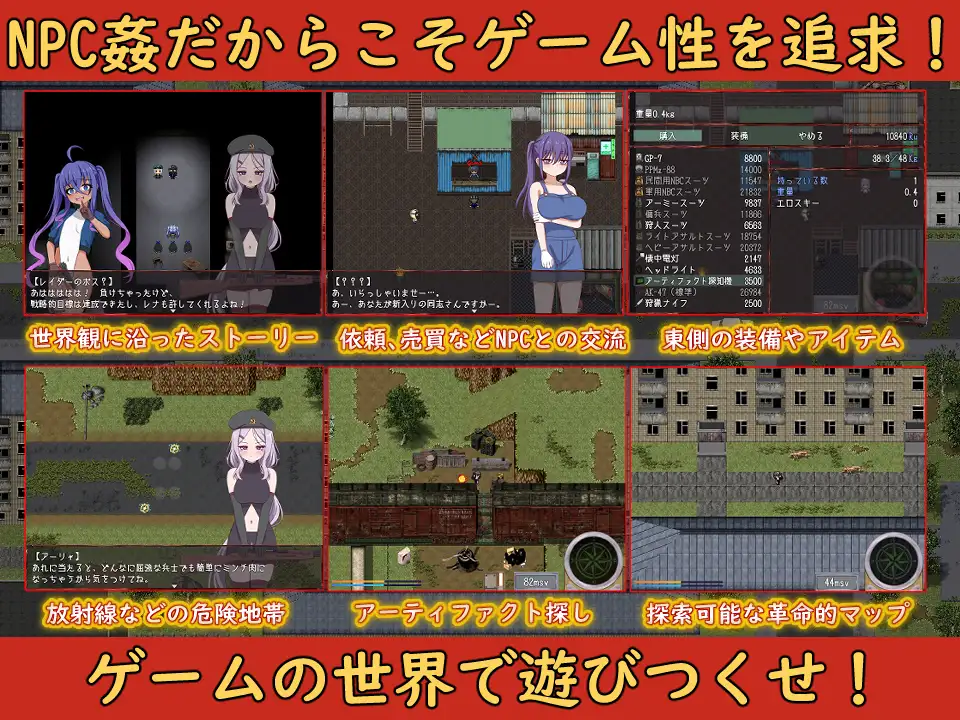 NPC姦だからこそゲーム性を追求!
【レイダーのボス?】
あはははははは! 負けちゃったけど、
戦略的目標は達成できたし、レナも許してくれるよね!
【???】
あ、いらっしゃいませー…。
あー、あなたが新入りの同志さんですかー。
重量0.4kg
購入 装備 やめる 10840
GP-7 8800
PPMz-88 14000
民間用NBCスーツ 11547
軍用NBCスーツ 21832
アーミースーツ 9837
傭兵スーツ 11866
狩人スーツ 6563
ライトアサルトスーツ 18754
ヘビーアサルトスーツ 20372
懐中電灯 2147
ヘッドライト 4633
アーティファクト探知機 3500
AK-47(標準) 26984
狩猟ナイフ 2500
38.3/48
持っている数 1
重量 0.4
エロスキー 0
世界観に沿ったストーリー
依頼、売買などNPCとの交流
東側の装備やアイテム
【アーリャ】
あれに当たると、どんなに屈強な兵士でも簡単にミンチ肉に
なっちゃうから気をつけてね。
82msv
44msv
放射線などの危険地帯
アーティファクト探し
探索可能な革命的マップ
ゲームの世界で遊びつくせ!